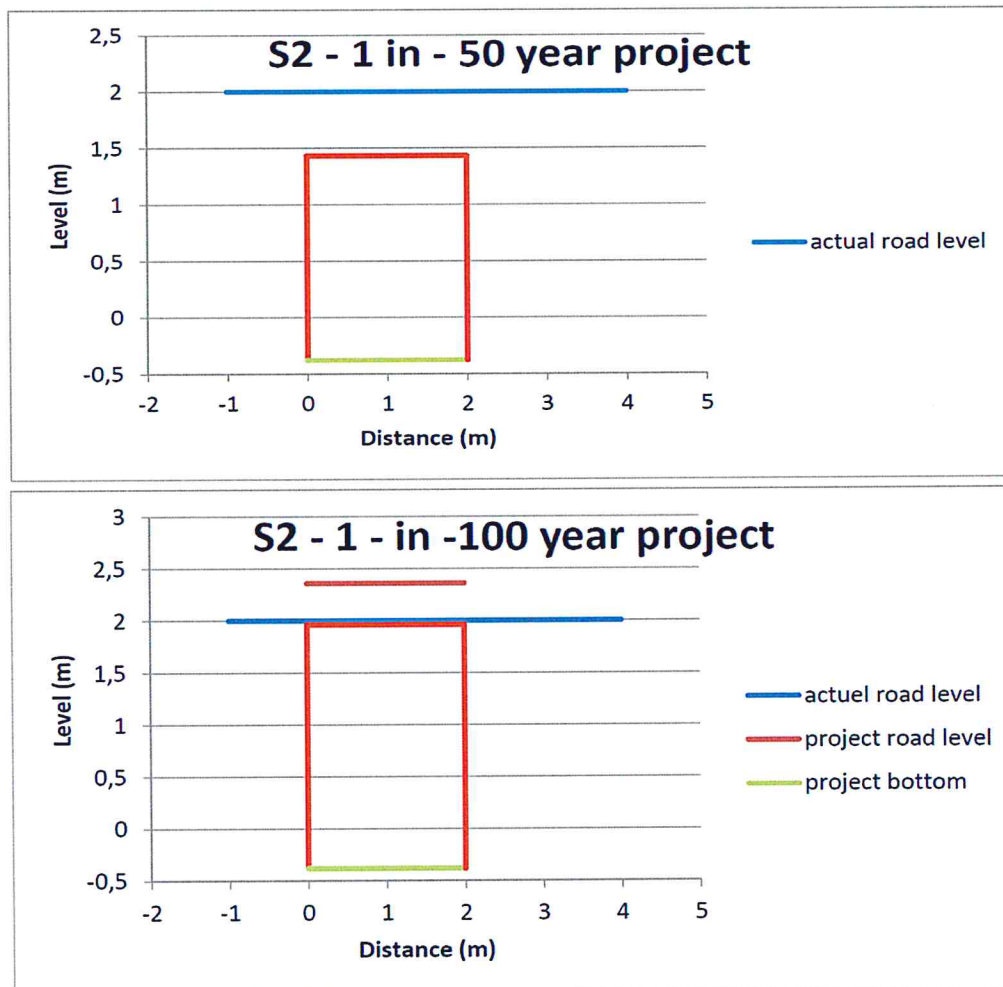 S2 - 1 in - 50 year project
2,5
2
1,5
1
0,5
0
-0,5
Level (m)
-2 -1 0 1 2 3 4 5
Distance (m)
actual road level
S2 - 1 - in -100 year project
3
2,5
2
1,5
1
0,5
0
-0,5
Level (m)
-2 -1 0 1 2 3 4 5
Distance (m)
actuel road level
project road level
project bottom